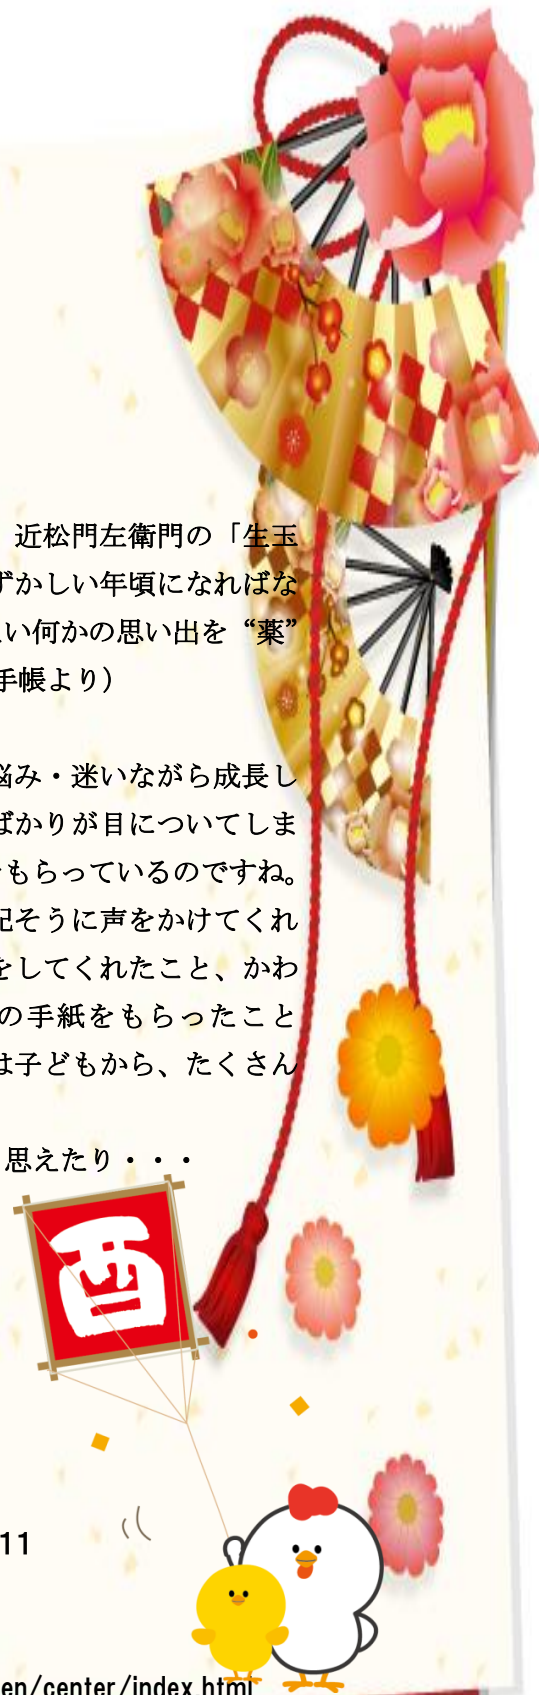 近松門左衛門の「生玉
ずかしい年頃になればな
い何かの思い出を“薬”
手帳より）
悩み・迷いながら成長し
ばかりが目についてしま
もらっているのですね。
配そうに声をかけてくれ
をしてくれたこと、かわ
の手紙をもらったこと
は子どもから、たくさん
思えたり・・・
酉
11
en/center/index.html